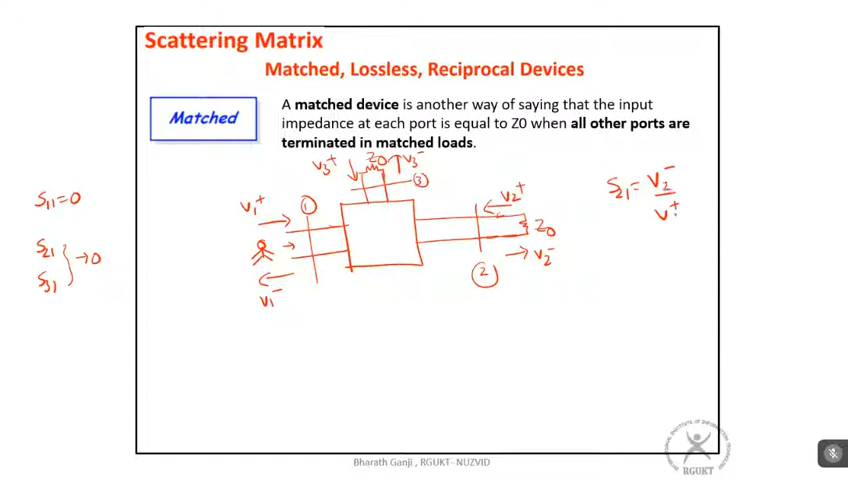 Scattering Matrix
Matched, Lossless, Reciprocal Devices
Matched
A matched device is another way of saying that the input
impedance at each port is equal to Z0 when all other ports are
terminated in matched loads.
V3+ Z0 V3-
3
S11=0
S21
S31
→0
V1+
1
V1-
V2+
Z0
V2-
2
S21 = V2-
V+
RGUKT
Bharath Ganji , RGUKT- NUZVID